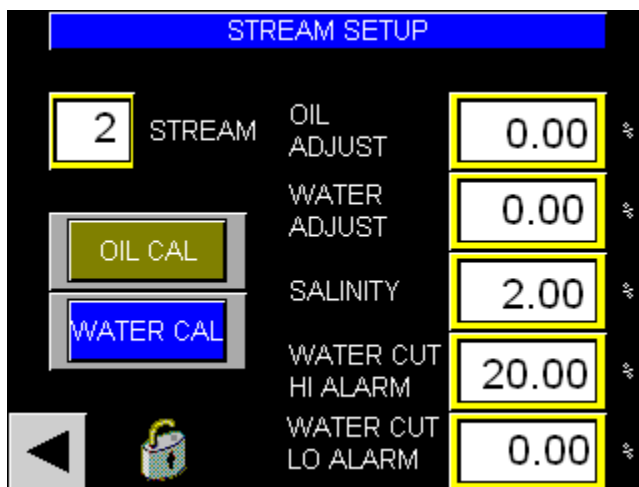 STREAM SETUP
2 STREAM
OIL
ADJUST
0.00 %
WATER
ADJUST
0.00 %
OIL CAL
SALINITY
2.00 %
WATER CAL
WATER CUT
HI ALARM
20.00 %
WATER CUT
LO ALARM
0.00 %